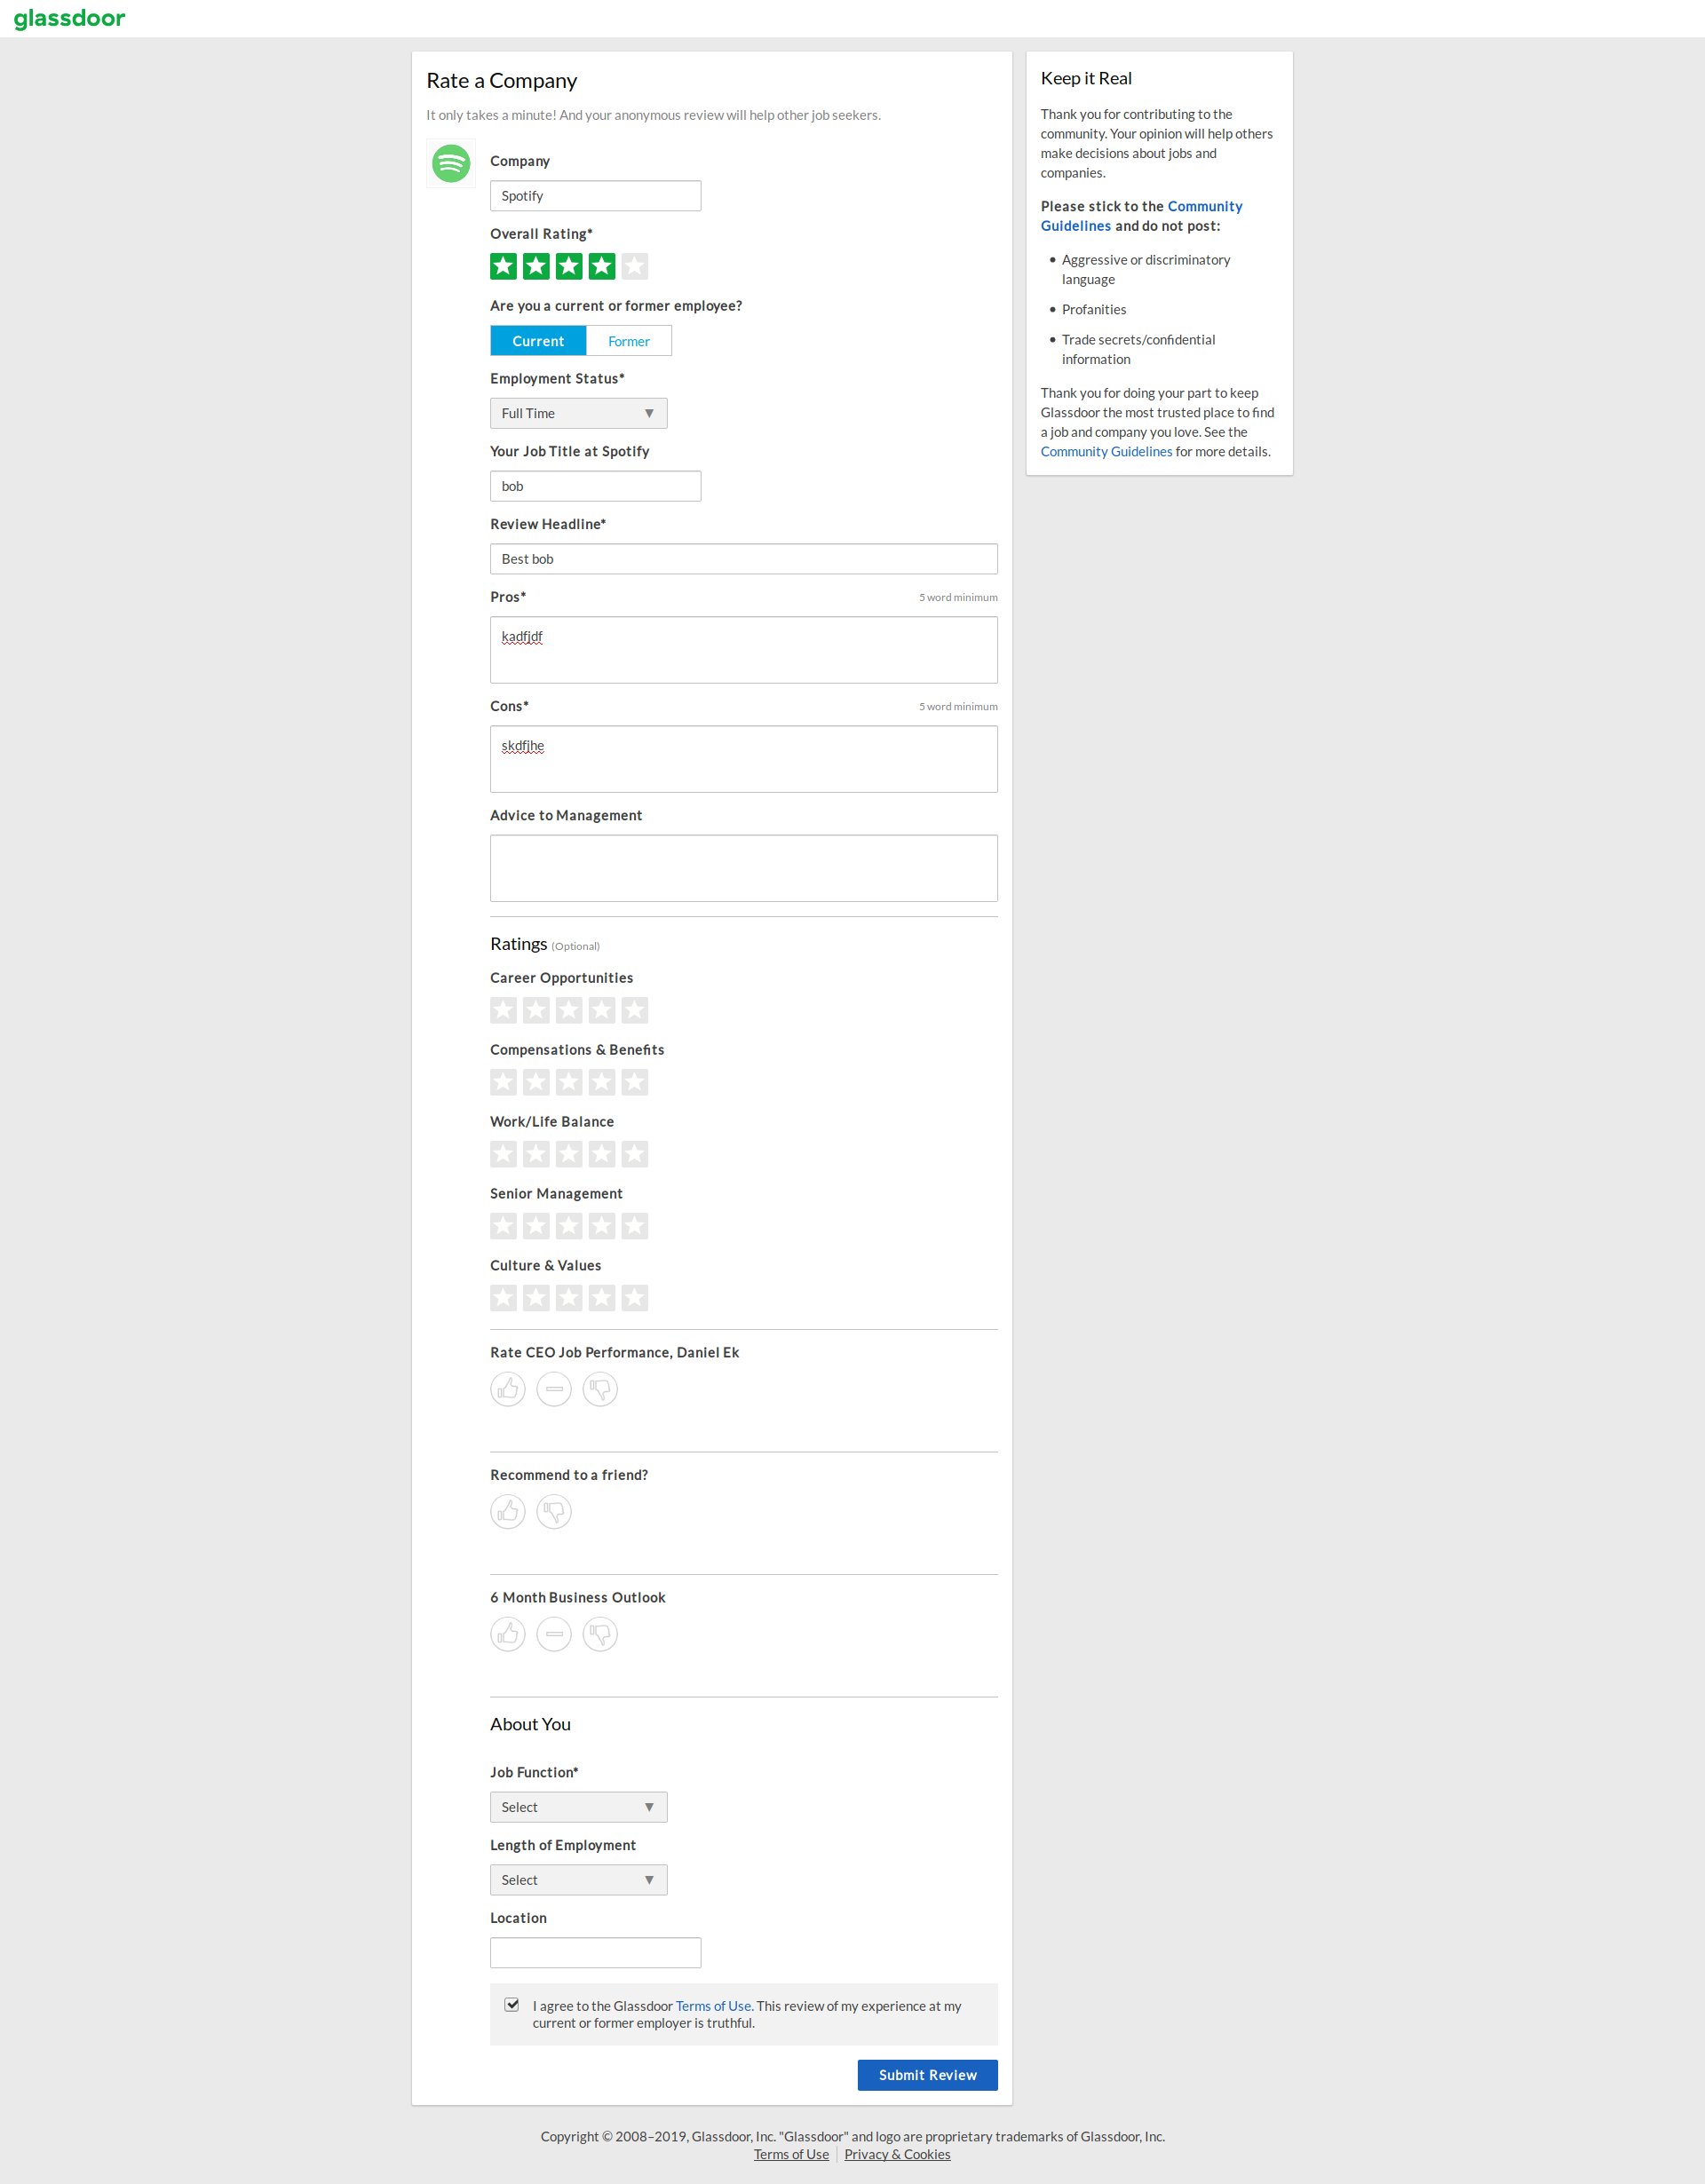 glassdoor
Rate a Company
It only takes a minute! And your anonymous review will help other job seekers.
Company
Spotify
Overall Rating*
Are you a current or former employee?
Current Former
Employment Status*
Full Time ▼
Your Job Title at Spotify
bob
Review Headline*
Best bob
Pros* 5 word minimum
kadfjdf
Cons* 5 word minimum
skdfjhe
Advice to Management
Ratings (Optional)
Career Opportunities
Compensations & Benefits
Work/Life Balance
Senior Management
Culture & Values
Rate CEO Job Performance, Daniel Ek
Recommend to a friend?
6 Month Business Outlook
About You
Job Function*
Select ▼
Length of Employment
Select ▼
Location
I agree to the Glassdoor Terms of Use. This review of my experience at my
current or former employer is truthful.
Submit Review
Keep it Real
Thank you for contributing to the
community. Your opinion will help others
make decisions about jobs and
companies.
Please stick to the Community
Guidelines and do not post:
• Aggressive or discriminatory
language
• Profanities
• Trade secrets/confidential
information
Thank you for doing your part to keep
Glassdoor the most trusted place to find
a job and company you love. See the
Community Guidelines for more details.
Copyright © 2008–2019, Glassdoor, Inc. "Glassdoor" and logo are proprietary trademarks of Glassdoor, Inc.
Terms of Use Privacy & Cookies